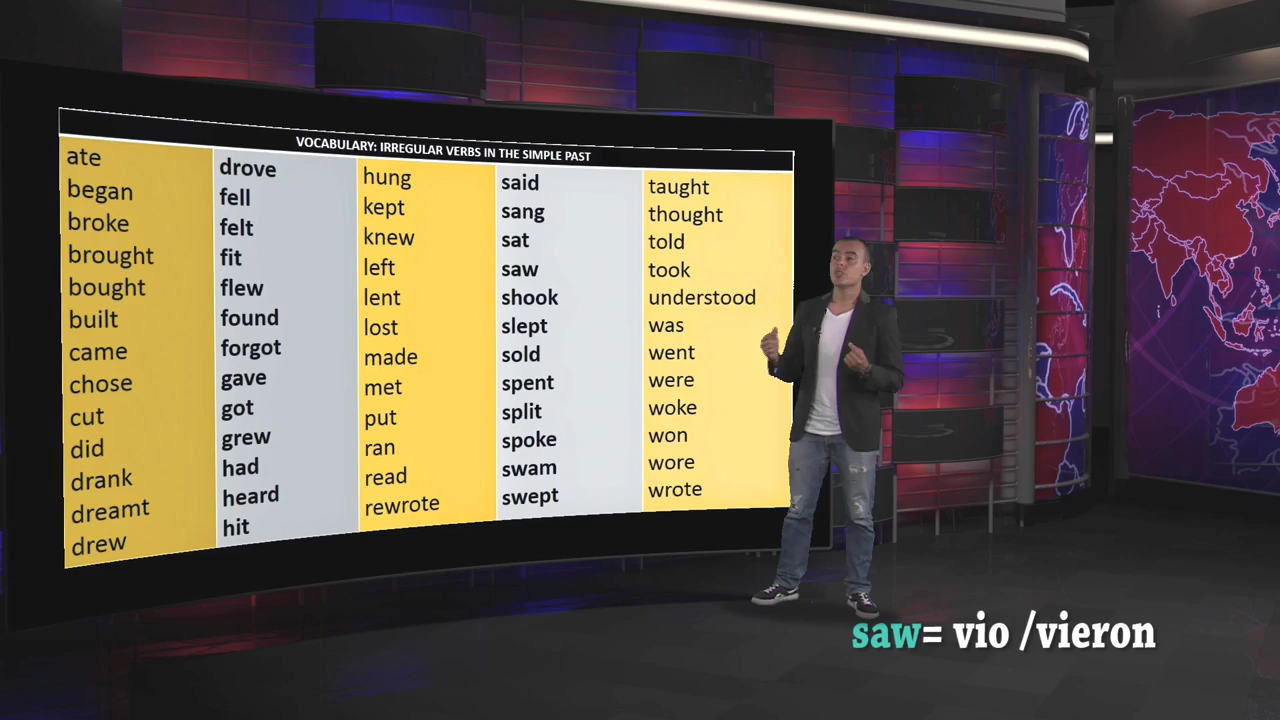 VOCABULARY: IRREGULAR VERBS IN THE SIMPLE PAST
ate
began
broke
brought
bought
built
came
chose
cut
did
drank
dreamt
drew
drove
fell
felt
fit
flew
found
forgot
gave
got
grew
had
heard
hit
hung
kept
knew
left
lent
lost
made
met
put
ran
read
rewrote
said
sang
sat
saw
shook
slept
sold
spent
split
spoke
swam
swept
taught
thought
told
took
understood
was
went
were
woke
won
wore
wrote
saw= vio /vieron